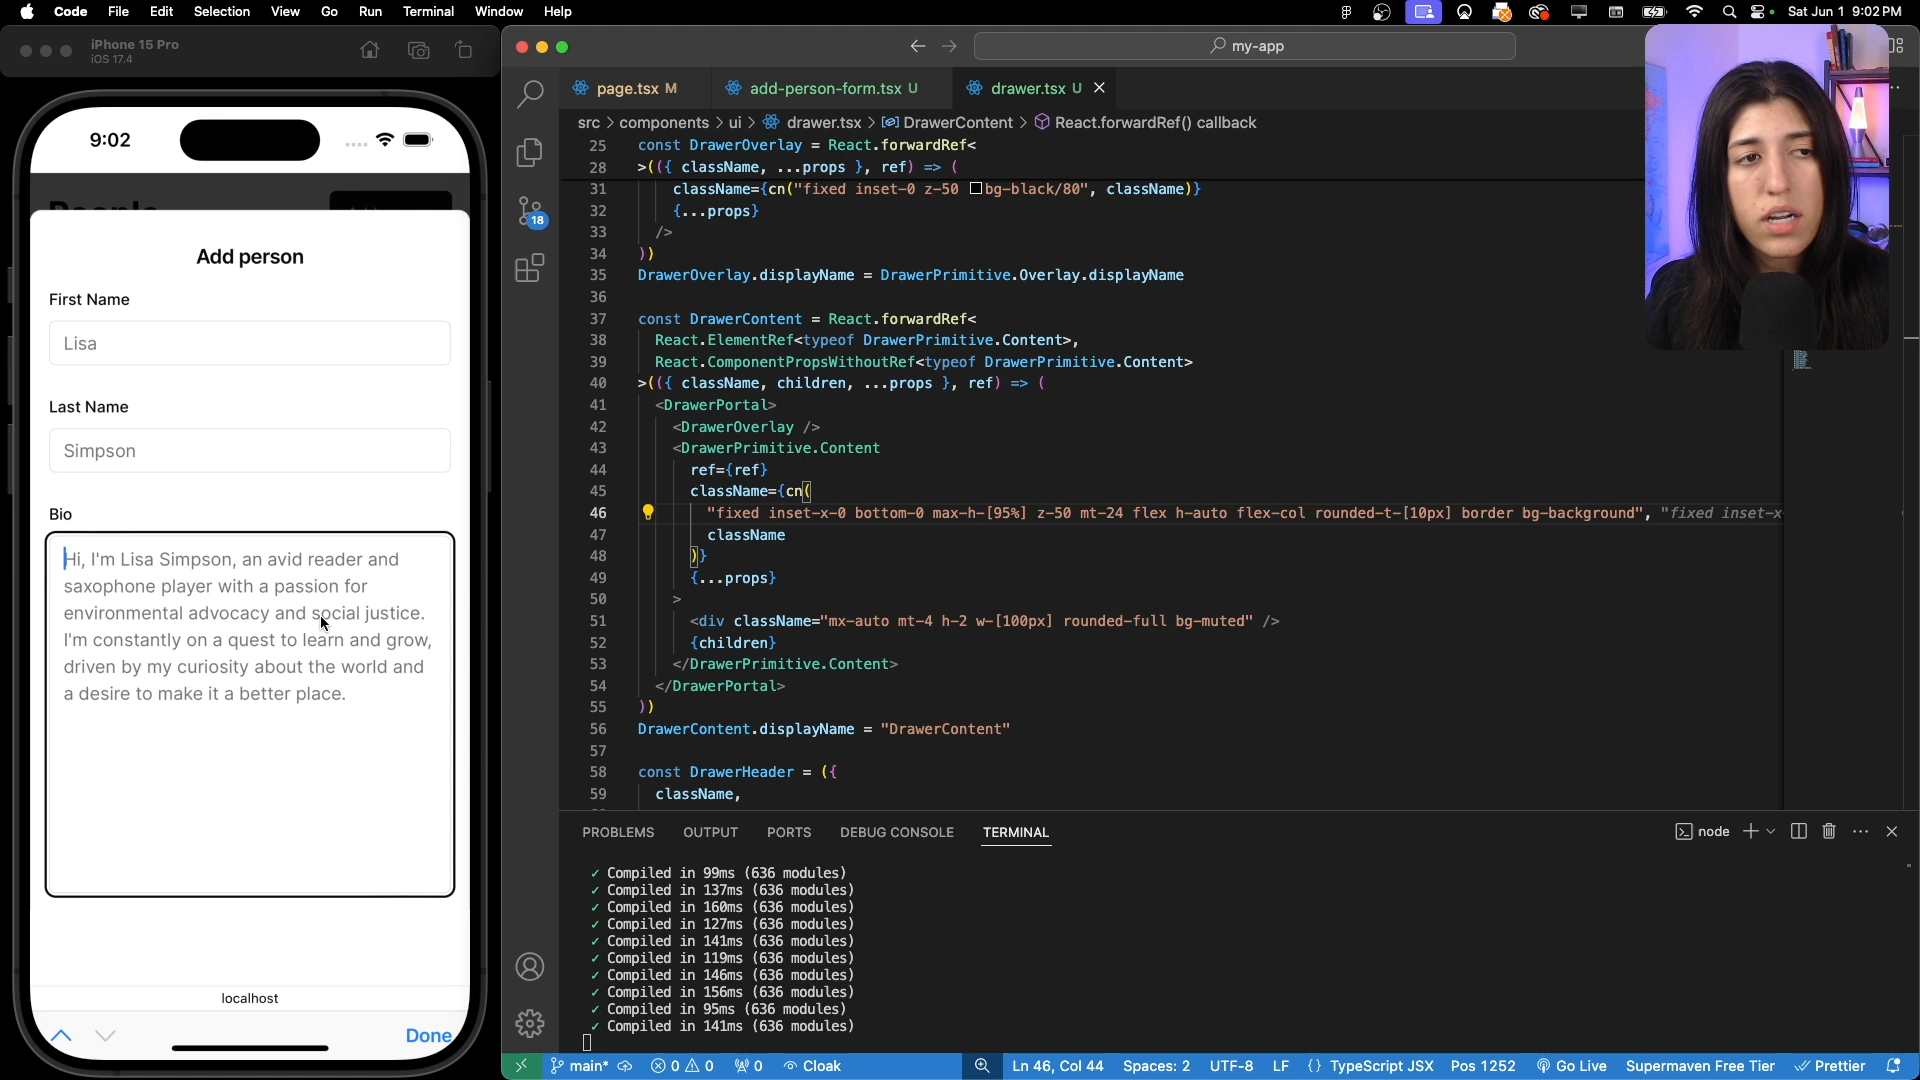 Code File Edit Selection View Go Run Terminal Window Help
Sat Jun 1 9:02 PM
iPhone 15 Pro
iOS 17.4
9:02
Add person
First Name
Lisa
Last Name
Simpson
Bio
Hi, I'm Lisa Simpson, an avid reader and
saxophone player with a passion for
environmental advocacy and social justice.
I'm constantly on a quest to learn and grow,
driven by my curiosity about the world and
a desire to make it a better place.
localhost
Done
my-app
page.tsx M
add-person-form.tsx U
drawer.tsx U
src > components > ui > drawer.tsx > DrawerContent > React.forwardRef() callback
18
25 const DrawerOverlay = React.forwardRef<
28 >(({ className, ...props }, ref) => (
31 className={cn("fixed inset-0 z-50 bg-black/80", className)}
32 {...props}
33 />
34 ))
35 DrawerOverlay.displayName = DrawerPrimitive.Overlay.displayName
36
37 const DrawerContent = React.forwardRef<
38 React.ElementRef<typeof DrawerPrimitive.Content>,
39 React.ComponentPropsWithoutRef<typeof DrawerPrimitive.Content>
40 >(({ className, children, ...props }, ref) => (
41 <DrawerPortal>
42 <DrawerOverlay />
43 <DrawerPrimitive.Content
44 ref={ref}
45 className={cn(
46 "fixed inset-x-0 bottom-0 max-h-[95%] z-50 mt-24 flex h-auto flex-col rounded-t-[10px] border bg-background", "fixed inset-x
47 className
48 )}
49 {...props}
50 >
51 <div className="mx-auto mt-4 h-2 w-[100px] rounded-full bg-muted" />
52 {children}
53 </DrawerPrimitive.Content>
54 </DrawerPortal>
55 ))
56 DrawerContent.displayName = "DrawerContent"
57
58 const DrawerHeader = ({
59 className,
PROBLEMS OUTPUT PORTS DEBUG CONSOLE TERMINAL
node
✓ Compiled in 99ms (636 modules)
✓ Compiled in 137ms (636 modules)
✓ Compiled in 160ms (636 modules)
✓ Compiled in 127ms (636 modules)
✓ Compiled in 141ms (636 modules)
✓ Compiled in 119ms (636 modules)
✓ Compiled in 146ms (636 modules)
✓ Compiled in 156ms (636 modules)
✓ Compiled in 95ms (636 modules)
✓ Compiled in 141ms (636 modules)
main* 0 0 0 Cloak
Ln 46, Col 44 Spaces: 2 UTF-8 LF {} TypeScript JSX Pos 1252 Go Live Supermaven Free Tier Prettier